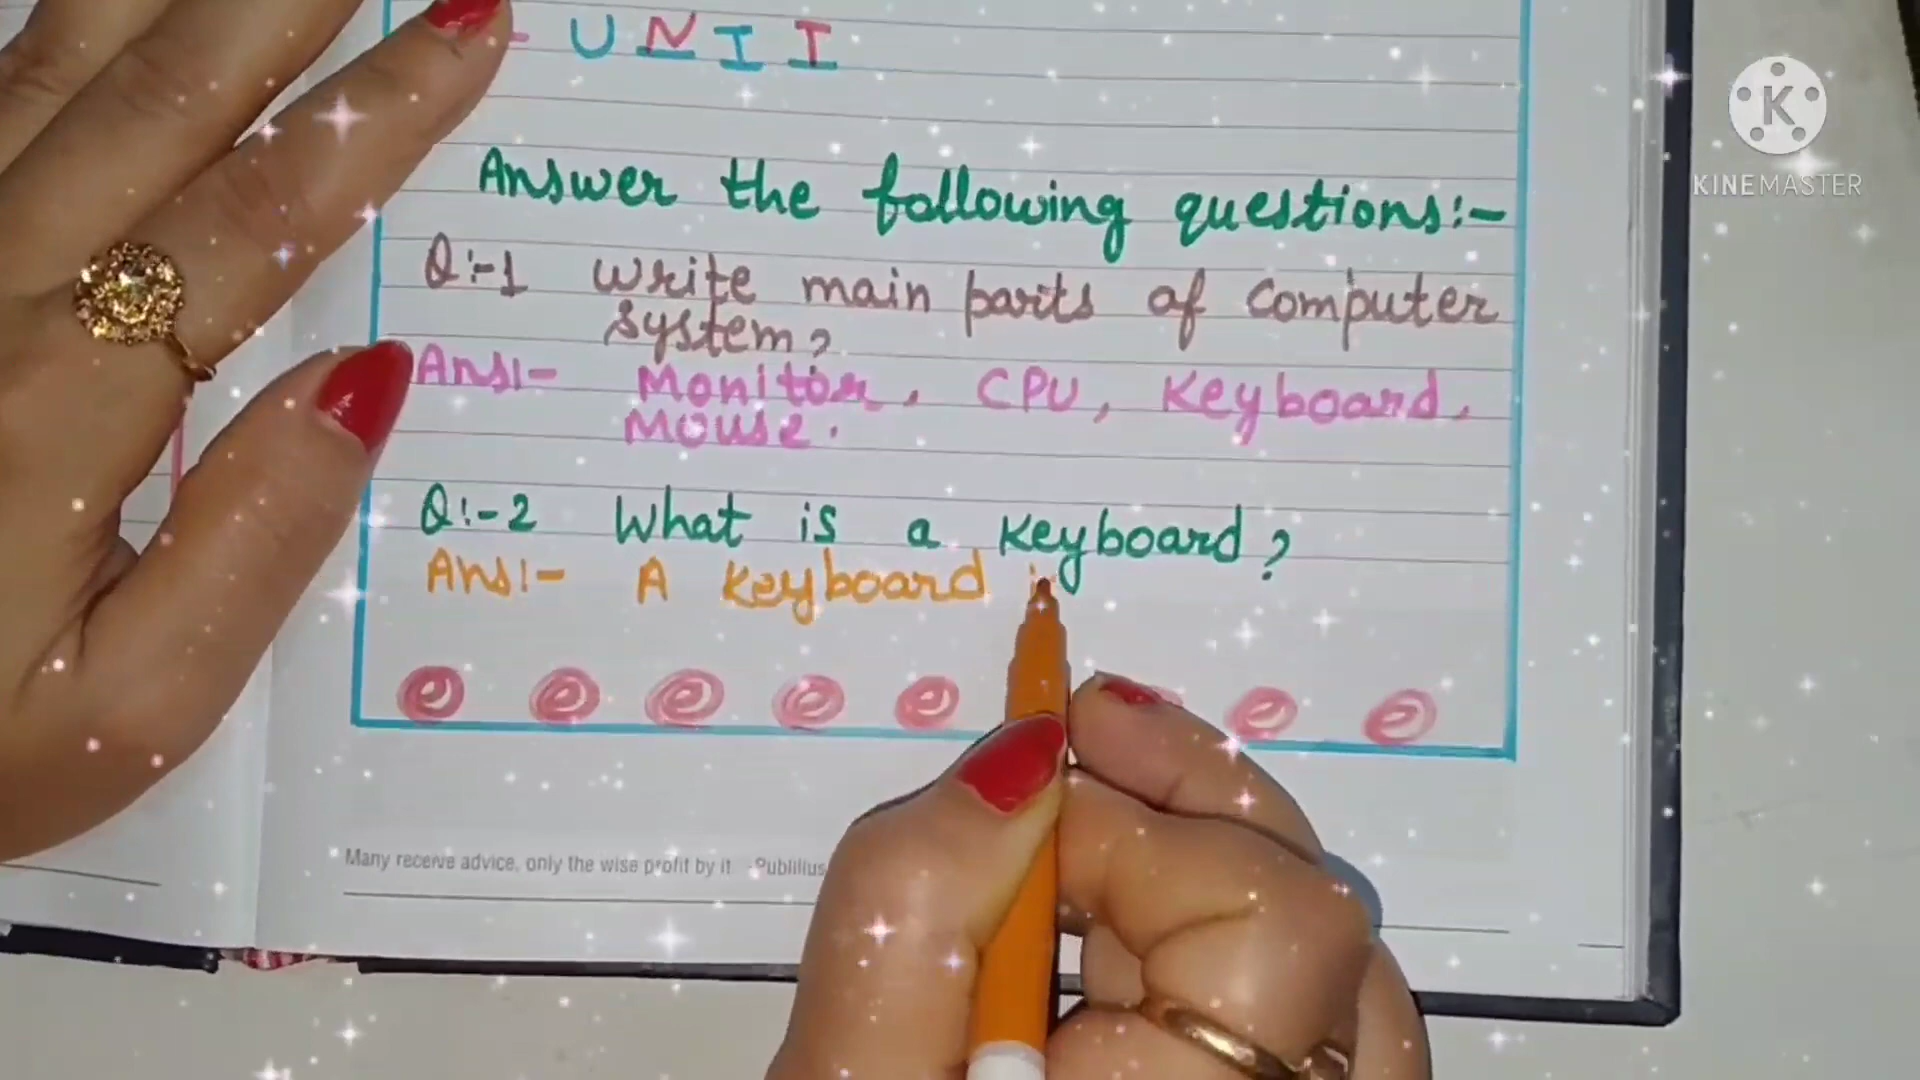 UNIT
KINEMASTER
Answer the following questions:-
Q:-1 Write main parts of computer
system?
Ans:- Monitor, CPU, Keyboard,
Mouse.
Q:-2 What is a keyboard?
Ans:- A keyboard i
Many receive advice, only the wise profit by it -Publilius